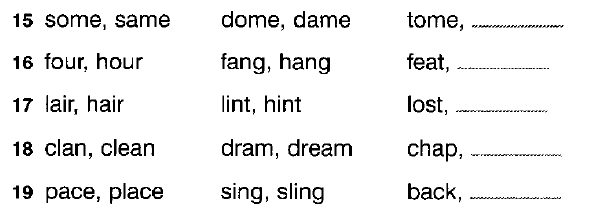 15 some, same dome, dame tome, 
16 four, hour fang, hang feat, 
17 lair, hair lint, hint lost, 
18 clan, clean dram, dream chap, 
19 pace, place sing, sling back,